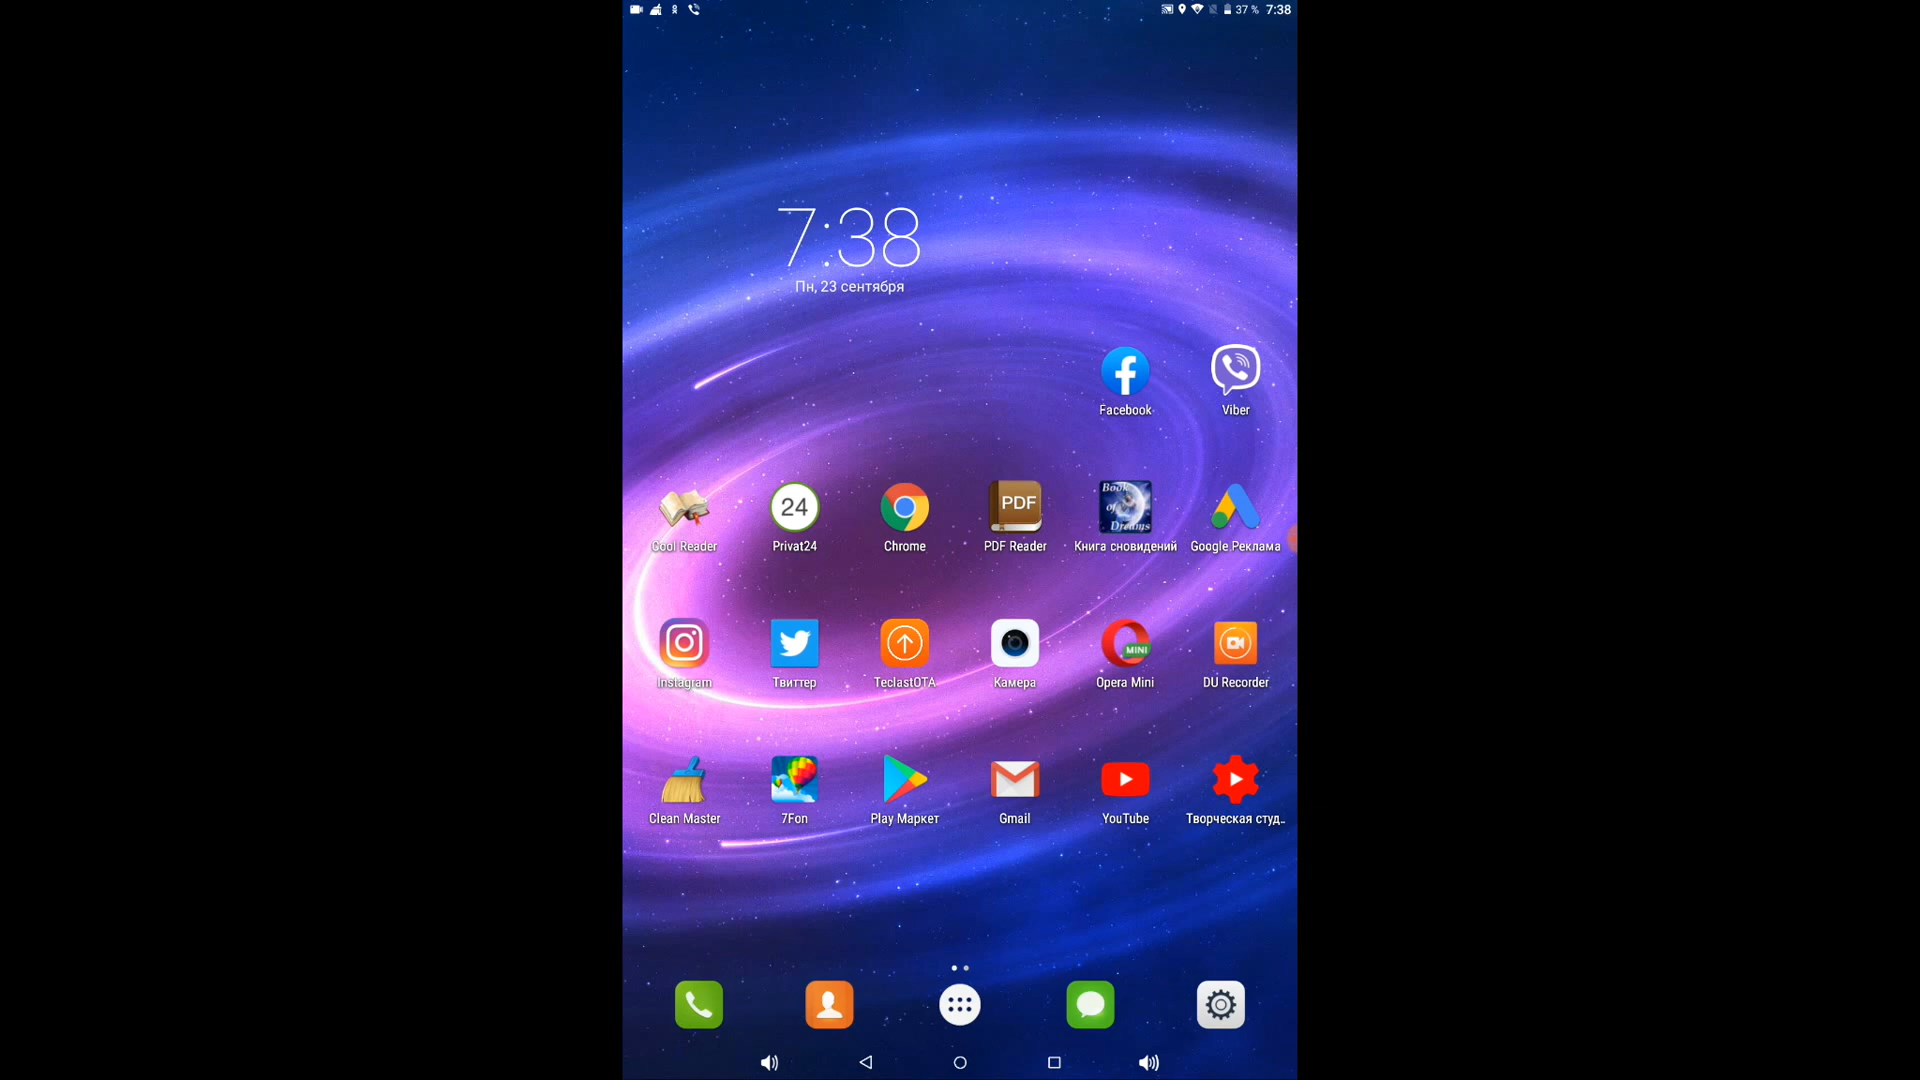 37 % 7:38
7:38
Пн, 23 сентября
Facebook
Viber
24
PDF
Book
of
Dreams
Cool Reader
Privat24
Chrome
PDF Reader
Книга сновидений
Google Реклама
MINI
Instagram
Твиттер
TeclastOTA
Камера
Opera Mini
DU Recorder
Clean Master
7Fon
Play Маркет
Gmail
YouTube
Творческая студ..